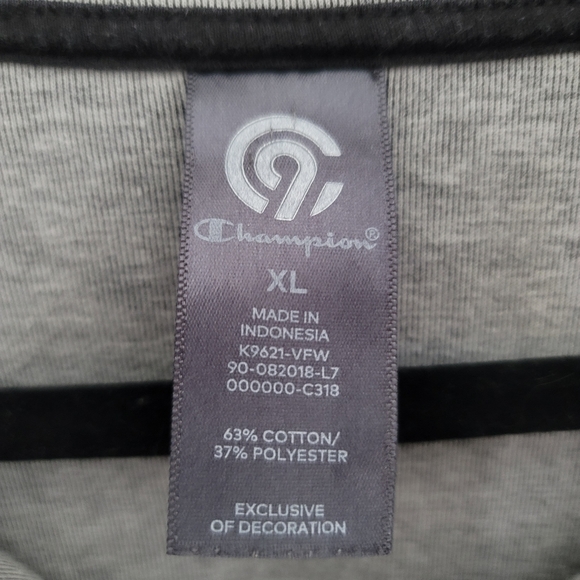 C9
Champion®
XL
MADE IN
INDONESIA
K9621-VFW
90-082018-L7
000000-C318
63% COTTON/
37% POLYESTER
EXCLUSIVE
OF DECORATION